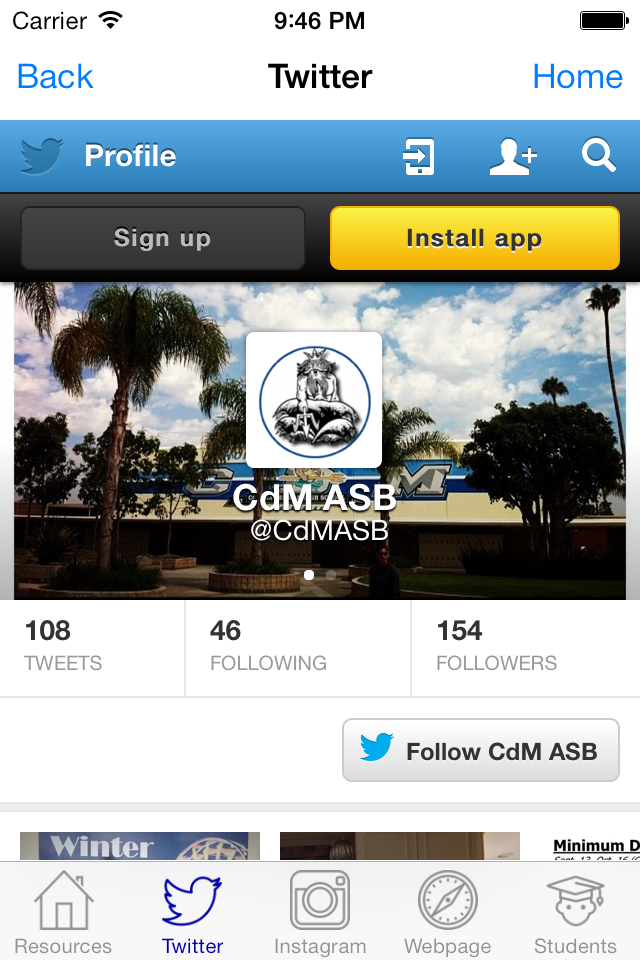 Carrier 9:46 PM
Back Twitter Home
Profile
Sign up Install app
CdM ASB
@CdMASB
108 46 154
TWEETS FOLLOWING FOLLOWERS
Follow CdM ASB
Winter Minimum D
Resources Twitter Instagram Webpage Students